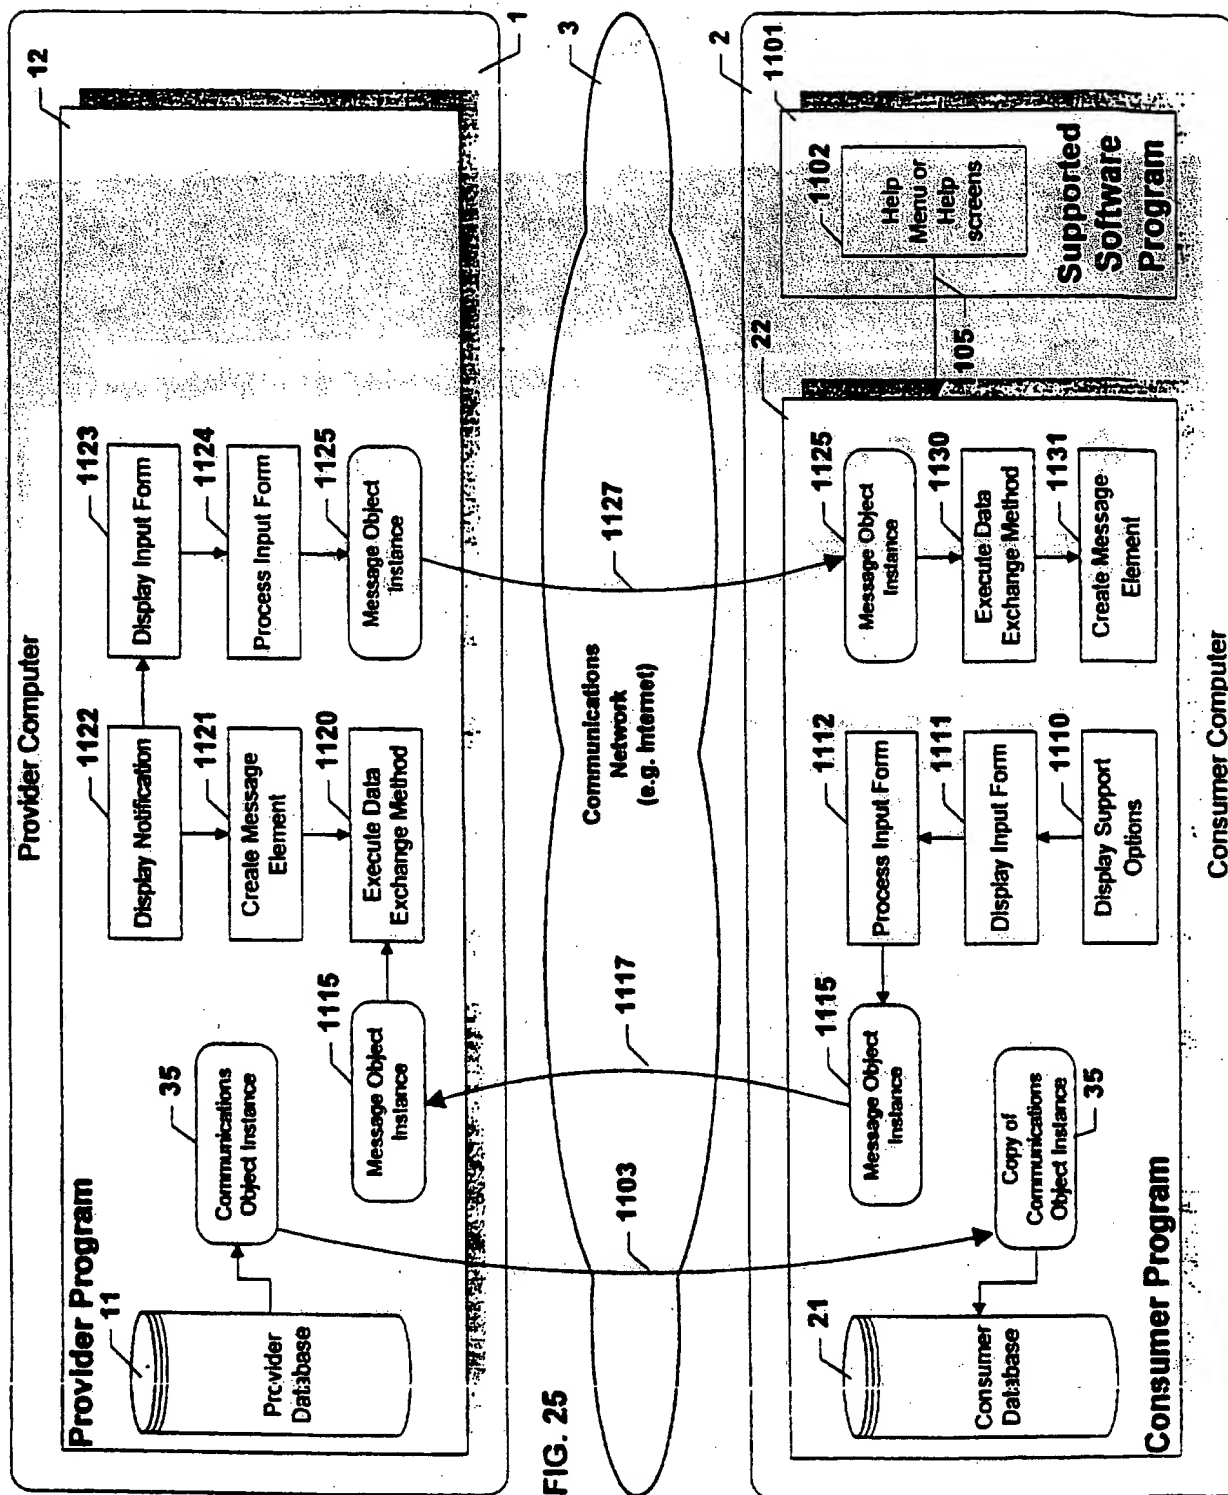 Provider Computer
Provider Program
12
1
11
Provider
Database
35
Communications
Object Instance
1115
Message Object
Instance
1122
Display Notification
1121
Create Message
Element
1120
Execute Data
Exchange Method
1123
Display Input Form
1124
Process Input Form
1125
Message Object
Instance
FIG. 25
3
1103
1117
Communications
Network
(e.g. Internet)
1127
2
Consumer Program
22
21
Consumer
Database
Copy of
Communications
Object Instance
35
1115
Message Object
Instance
1112
Process Input Form
1111
Display Input Form
1110
Display Support
Options
1125
Message Object
Instance
1130
Execute Data
Exchange Method
1131
Create Message
Element
105
1101
1102
Help
Menu or
Help
screens
Supported
Software
Program
Consumer Computer